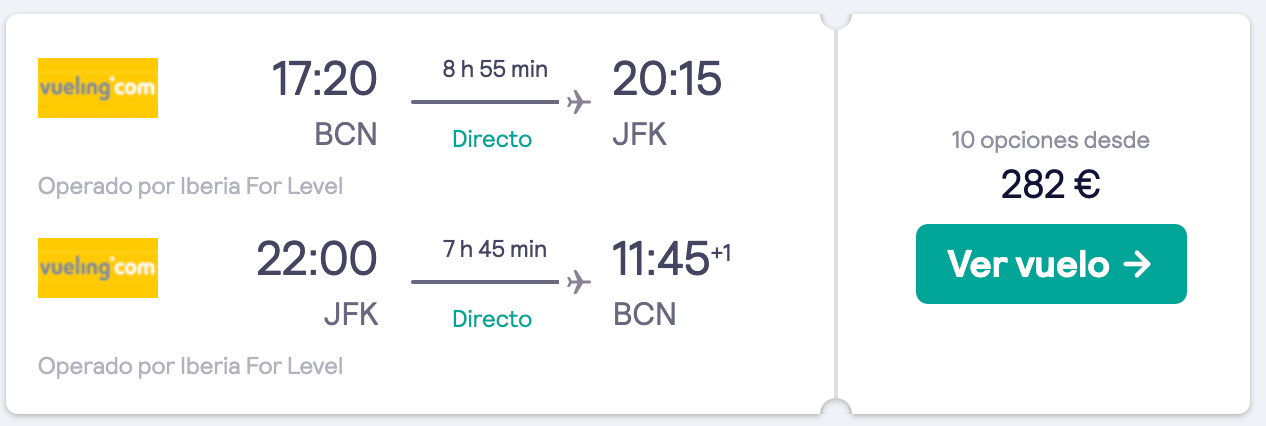 17:20
8 h 55 min
20:15
vueling.com
BCN
Directo
JFK
Operado por Iberia For Level
22:00
7 h 45 min
11:45+1
vueling.com
JFK
Directo
BCN
Operado por Iberia For Level
10 opciones desde
282 €
Ver vuelo →